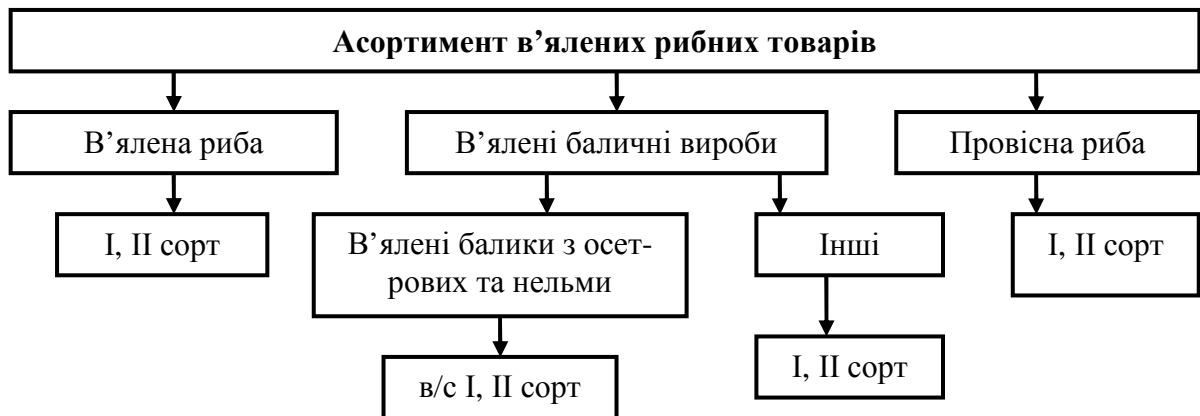 Асортимент в’ялених рибних товарів
В’ялена риба
В’ялені баличні вироби
Провісна риба
І, ІІ сорт
В’ялені балики з осет-
рових та нельми
Інші
І, ІІ сорт
в/с І, ІІ сорт
І, ІІ сорт